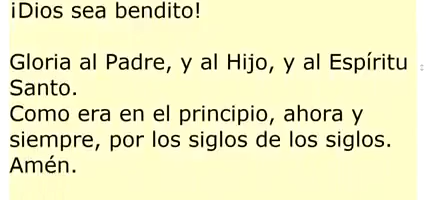 ¡Dios sea bendito!
Gloria al Padre, y al Hijo, y al Espíritu
Santo.
Como era en el principio, ahora y
siempre, por los siglos de los siglos.
Amén.